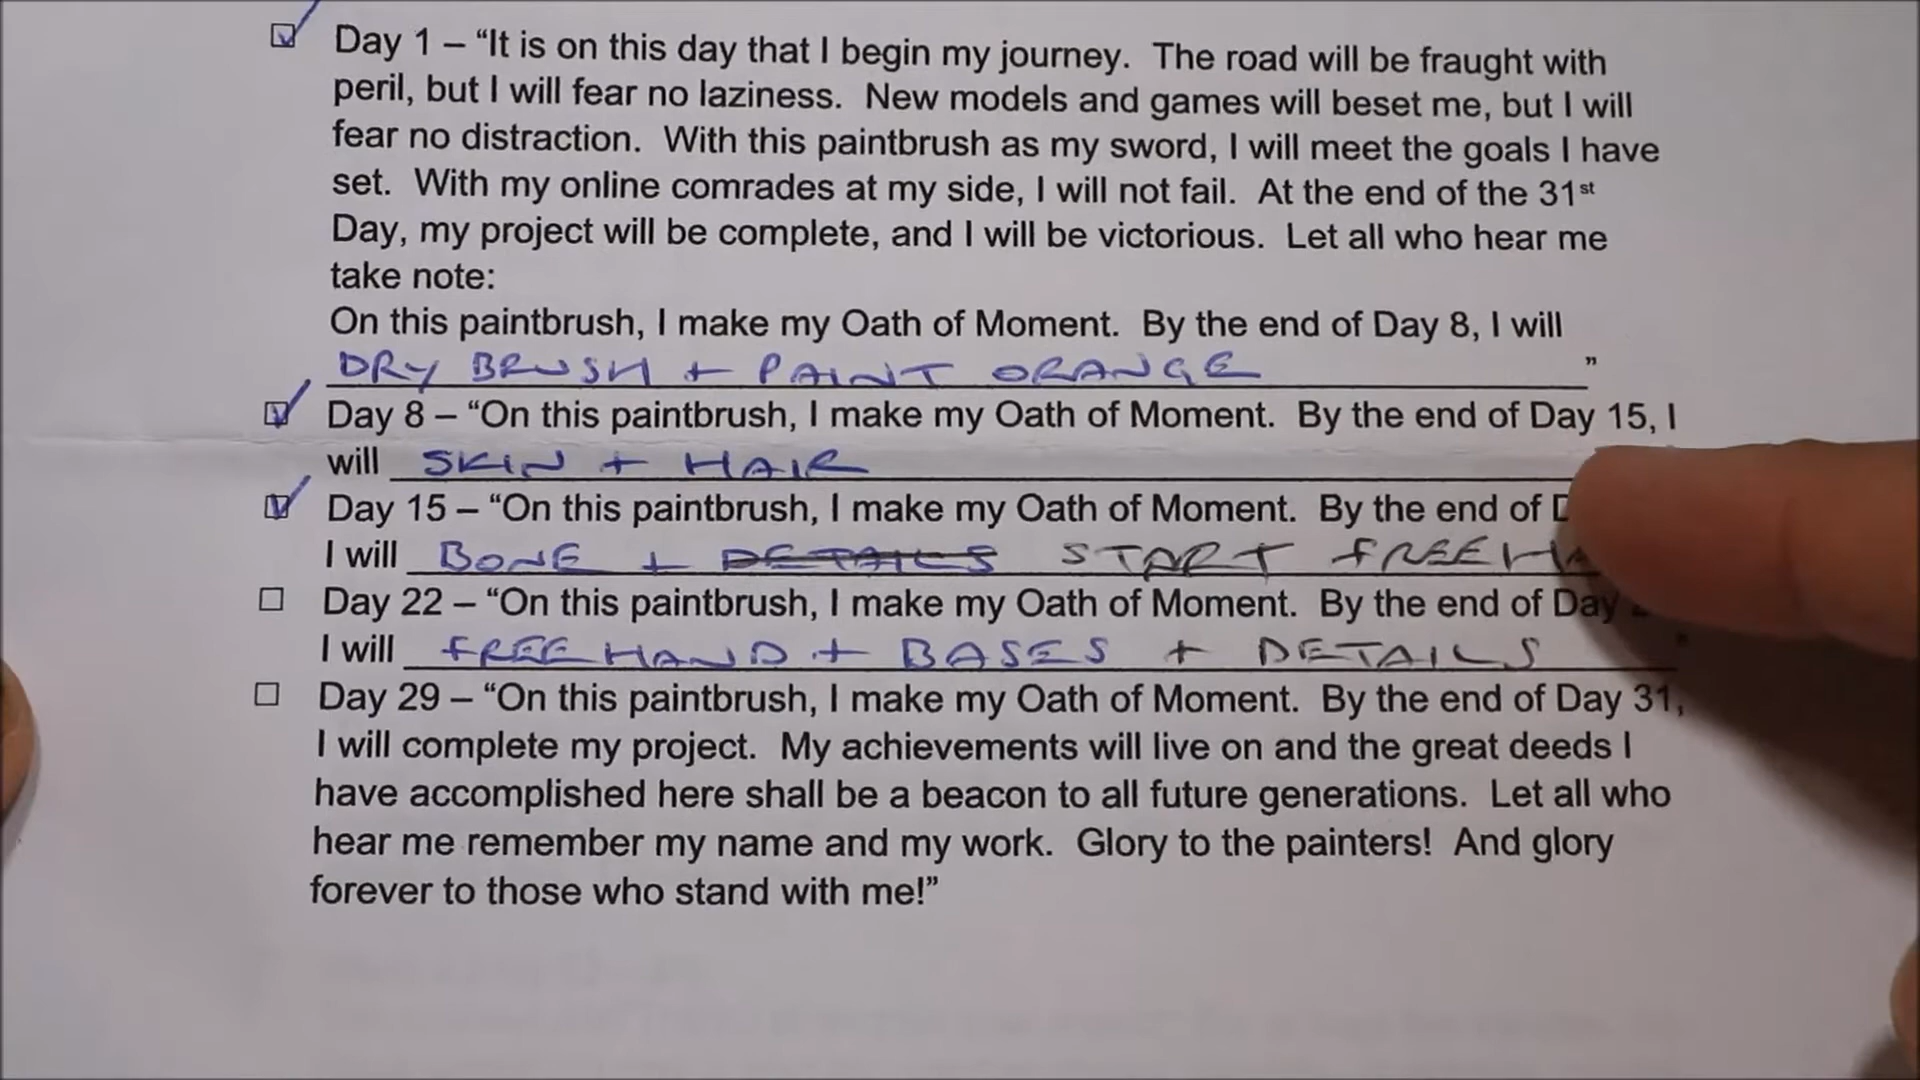 Day 1 – “It is on this day that I begin my journey. The road will be fraught with
peril, but I will fear no laziness. New models and games will beset me, but I will
fear no distraction. With this paintbrush as my sword, I will meet the goals I have
set. With my online comrades at my side, I will not fail. At the end of the 31st
Day, my project will be complete, and I will be victorious. Let all who hear me
take note:
On this paintbrush, I make my Oath of Moment. By the end of Day 8, I will
DRY BRUSH + PAINT ORANGE ”
Day 8 – “On this paintbrush, I make my Oath of Moment. By the end of Day 15, I
will SKIN + HAIR
Day 15 – “On this paintbrush, I make my Oath of Moment. By the end of
I will BONE + DETAILS START
Day 22 – “On this paintbrush, I make my Oath of Moment. By the end of Day
I will FREEHAND + BASES + DETAILS ”
Day 29 – “On this paintbrush, I make my Oath of Moment. By the end of Day 31,
I will complete my project. My achievements will live on and the great deeds I
have accomplished here shall be a beacon to all future generations. Let all who
hear me remember my name and my work. Glory to the painters! And glory
forever to those who stand with me!”